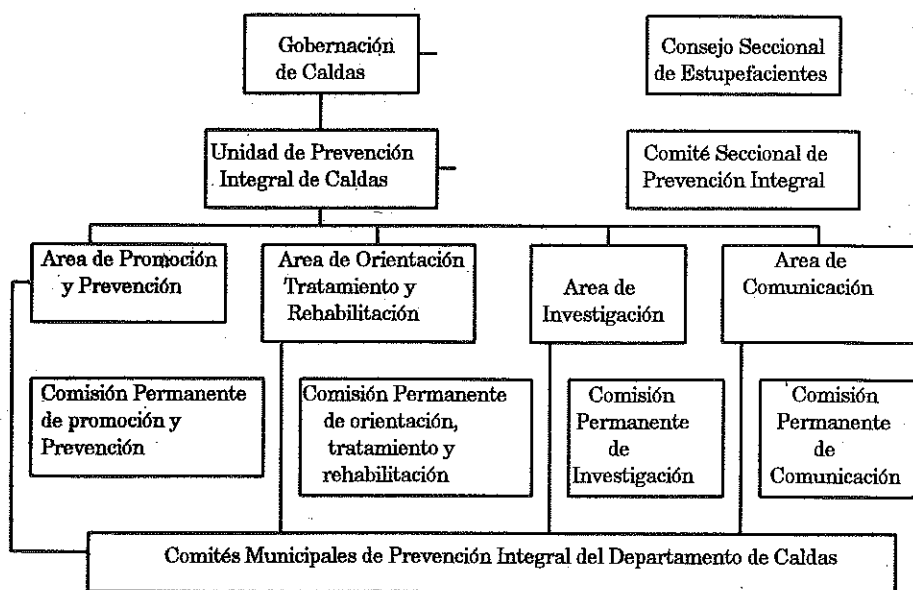 Gobernación
de Caldas
Consejo Seccional
de Estupefacientes
Unidad de Prevención
Integral de Caldas
Comité Seccional de
Prevención Integral
Area de Promoción
y Prevención
Area de Orientación
Tratamiento y
Rehabilitación
Area de
Investigación
Area de
Comunicación
Comisión Permanente
de promoción y
Prevención
Comisión Permanente
de orientación,
tratamiento y
rehabilitación
Comisión
Permanente
de
Investigación
Comisión
Permanente
de
Comunicación
Comités Municipales de Prevención Integral del Departamento de Caldas